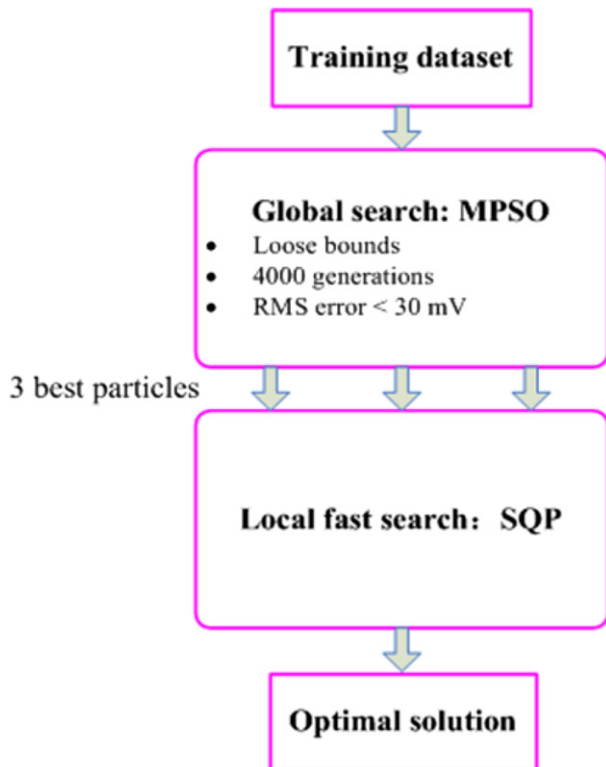 Training dataset
Global search: MPSO
• Loose bounds
• 4000 generations
• RMS error < 30 mV
3 best particles
Local fast search： SQP
Optimal solution